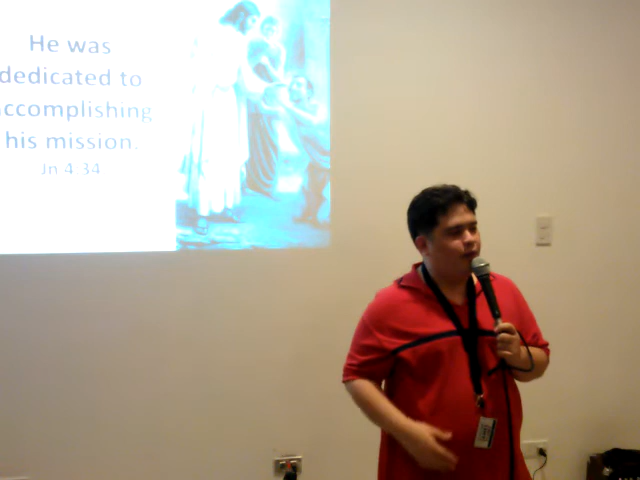 He was
dedicated to
accomplishing
his mission.
Jn 4:34